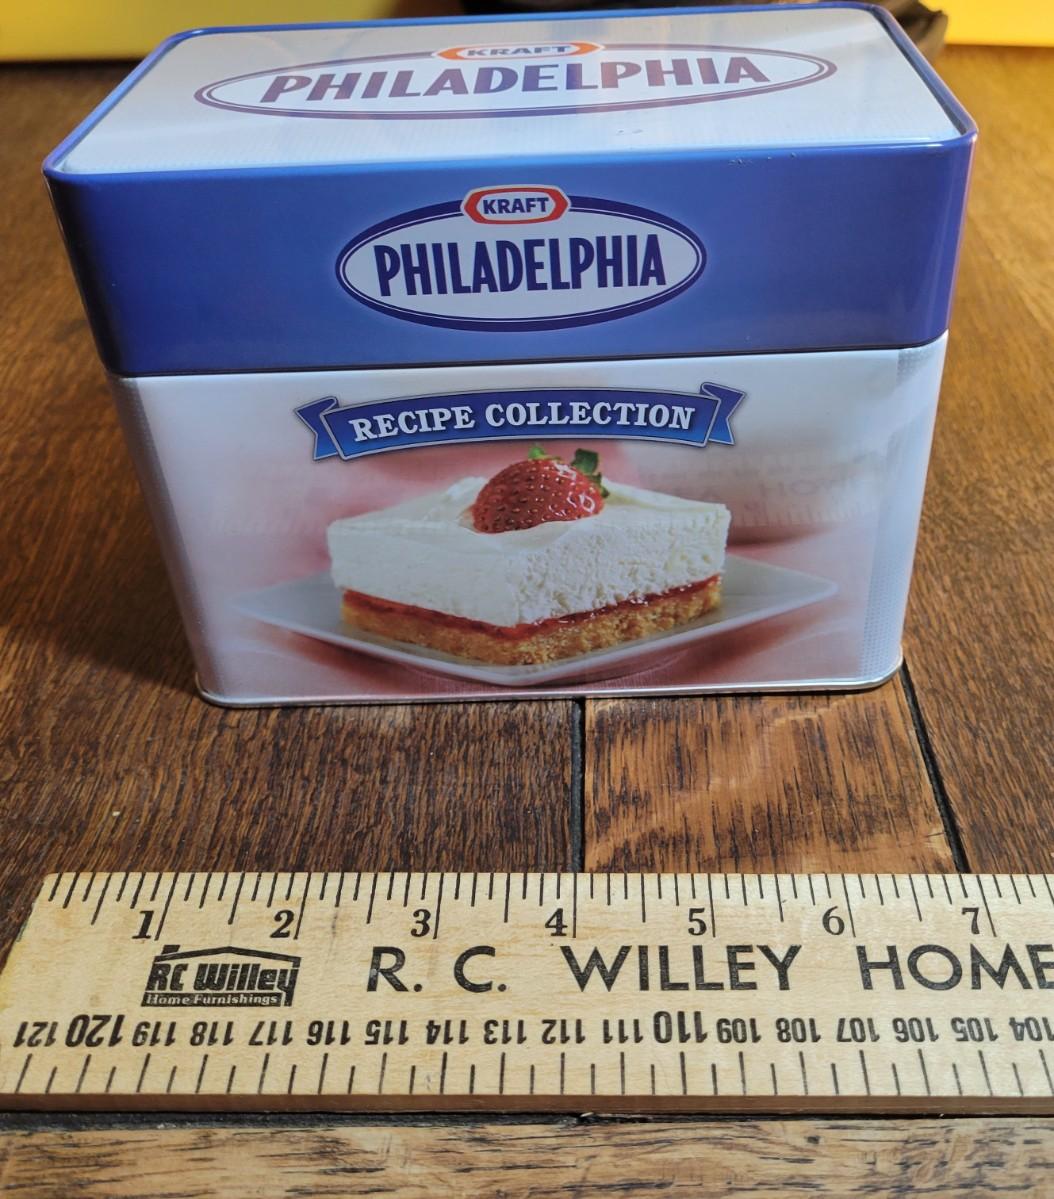 KRAFT
PHILADELPHIA
KRAFT
PHILADELPHIA
RECIPE COLLECTION
1 2 3 4 5 6 7
RC Willey
Home Furnishings
R. C. WILLEY HOME
121 120 119 118 117 116 115 114 113 112 111 110 109 108 107 106 105 104